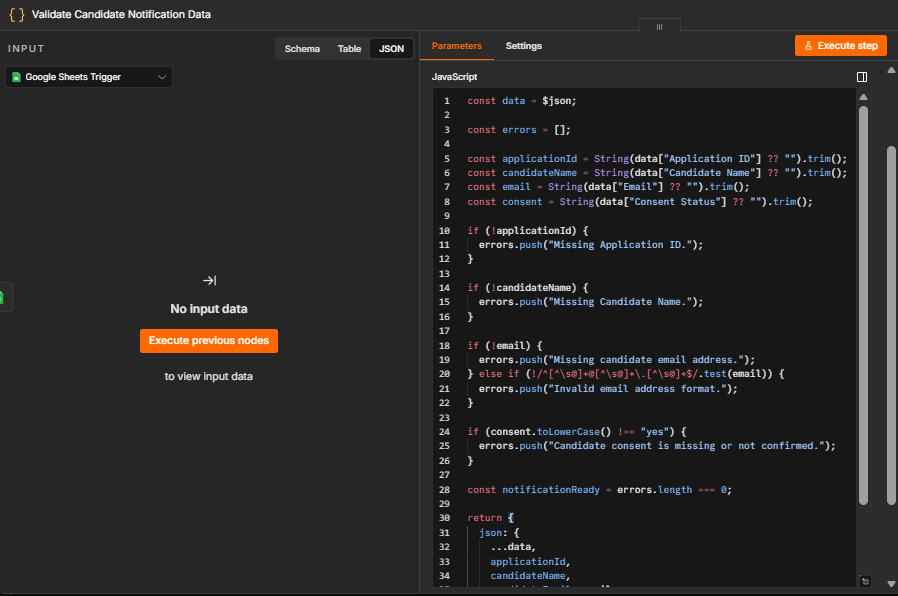 {} Validate Candidate Notification Data
INPUT
Schema Table JSON
Google Sheets Trigger
No input data
Execute previous nodes
to view input data
Parameters Settings
Execute step
JavaScript
1 const data = $json;
2
3 const errors = [];
4
5 const applicationId = String(data["Application ID"] ?? "").trim();
6 const candidateName = String(data["Candidate Name"] ?? "").trim();
7 const email = String(data["Email"] ?? "").trim();
8 const consent = String(data["Consent Status"] ?? "").trim();
9
10 if (!applicationId) {
11 errors.push("Missing Application ID.");
12 }
13
14 if (!candidateName) {
15 errors.push("Missing Candidate Name.");
16 }
17
18 if (!email) {
19 errors.push("Missing candidate email address.");
20 } else if (!/^[^\s@]+@[^\s@]+\.[^\s@]+$/.test(email)) {
21 errors.push("Invalid email address format.");
22 }
23
24 if (consent.toLowerCase() !== "yes") {
25 errors.push("Candidate consent is missing or not confirmed.");
26 }
27
28 const notificationReady = errors.length === 0;
29
30 return {
31 json: {
32 ...data,
33 applicationId,
34 candidateName,